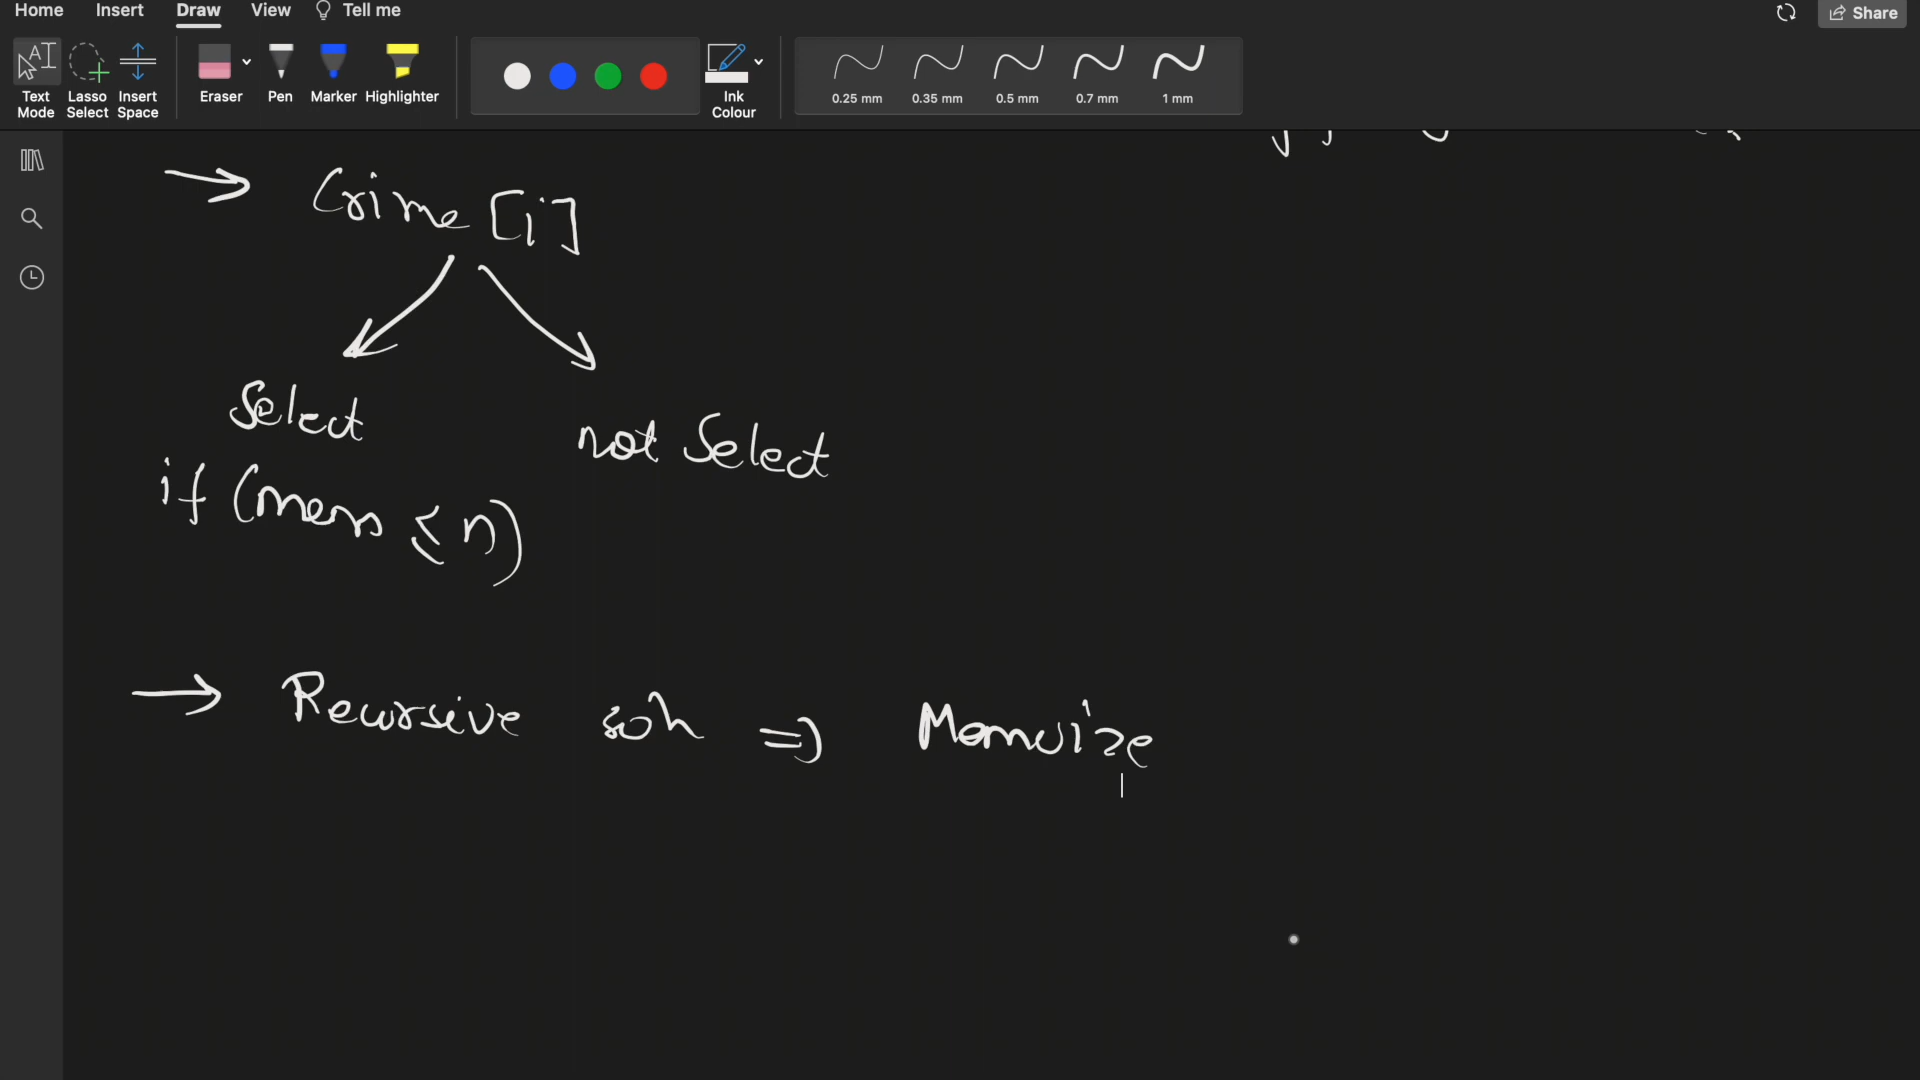 Home Insert Draw View Tell me Share
Text Mode Lasso Select Insert Space Eraser Pen Marker Highlighter Ink Colour 0.25 mm 0.35 mm 0.5 mm 0.7 mm 1 mm
→ Crime [i]
Select not Select
if (mem ≤ n)
→ Recursive soln => Memoize